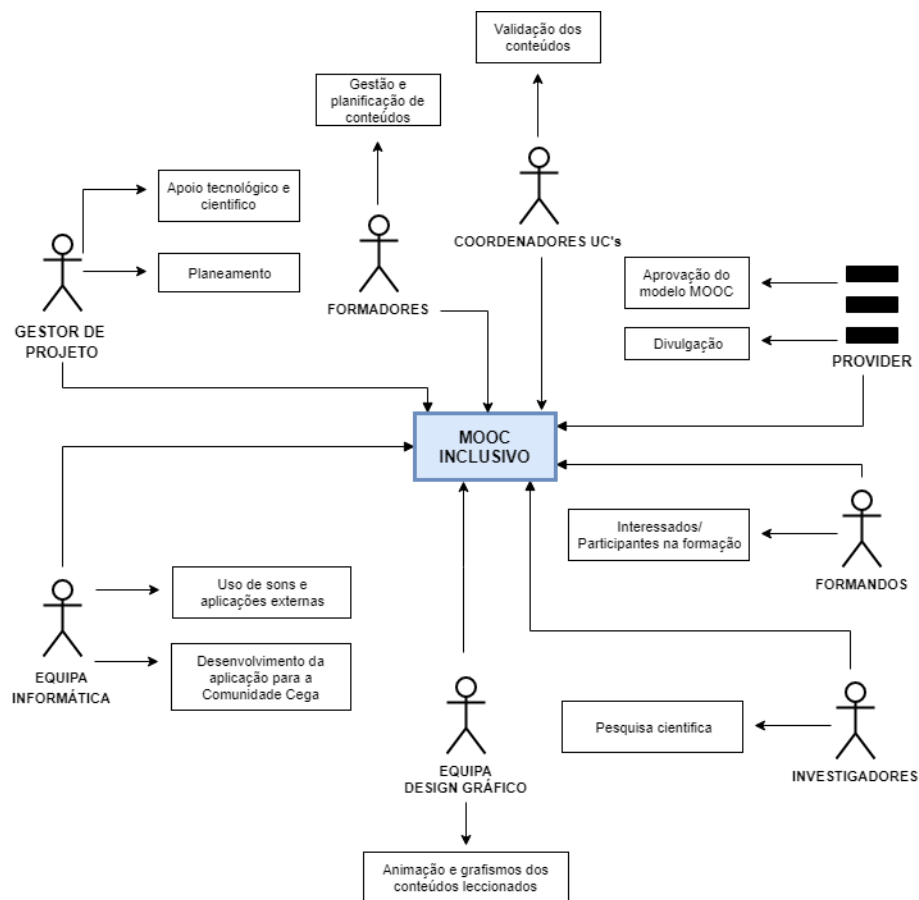 Validação dos
conteúdos
Gestão e
planificação de
conteúdos
Apoio tecnológico e
cientifico
COORDENADORES UC's
Planeamento
Aprovação do
modelo MOOC
FORMADORES
GESTOR DE
PROJETO
Divulgação
PROVIDER
MOOC
INCLUSIVO
Interessados/
Participantes na formação
FORMANDOS
Uso de sons e
aplicações externas
Desenvolvimento da
aplicação para a
Comunidade Cega
EQUIPA
INFORMÁTICA
Pesquisa cientifica
EQUIPA
DESIGN GRÁFICO
INVESTIGADORES
Animação e grafismos dos
conteúdos leccionados